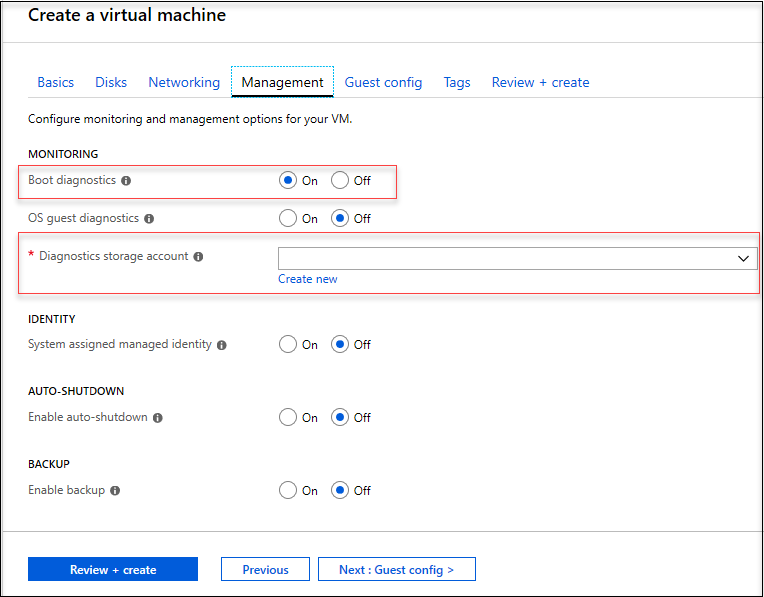 Create a virtual machine
Basics Disks Networking Management Guest config Tags Review + create
Configure monitoring and management options for your VM.
MONITORING
Boot diagnostics On Off
OS guest diagnostics On Off
* Diagnostics storage account
Create new
IDENTITY
System assigned managed identity On Off
AUTO-SHUTDOWN
Enable auto-shutdown On Off
BACKUP
Enable backup On Off
Review + create Previous Next : Guest config >